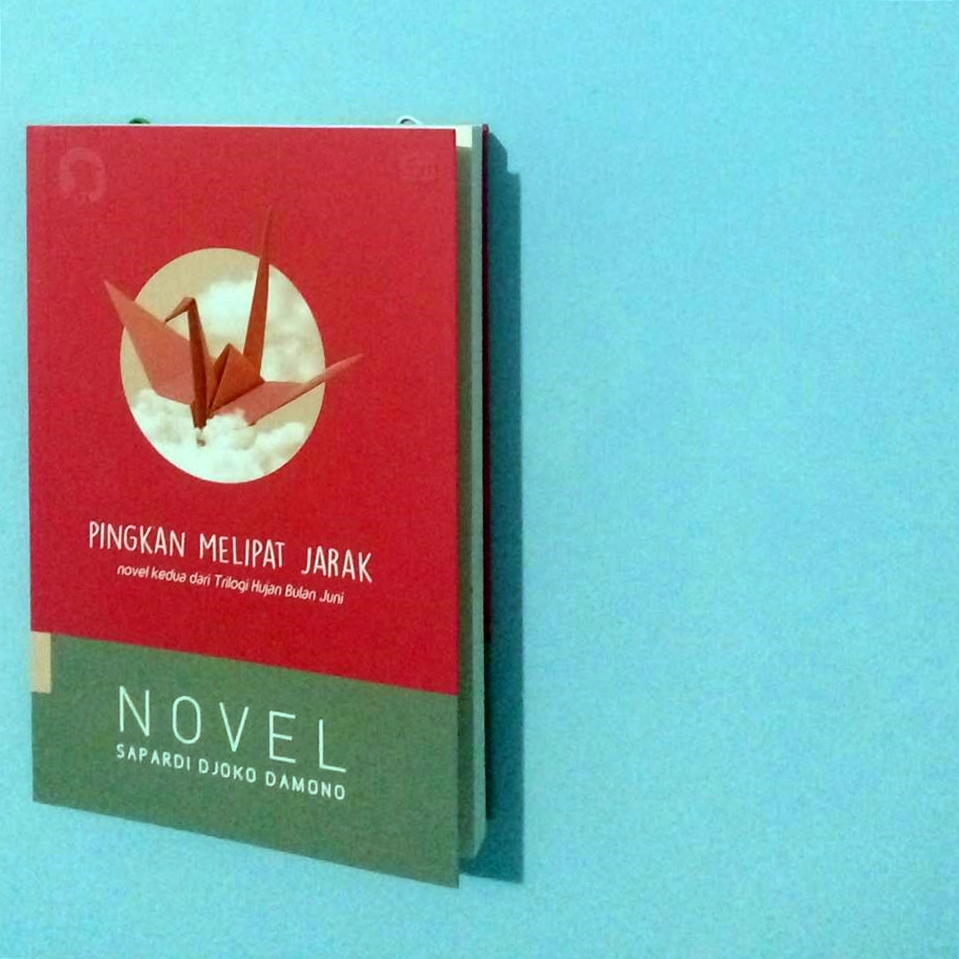 PINGKAN MELIPAT JARAK
novel kedua dari Trilogi Hujan Bulan Juni
NOVEL
SAPARDI DJOKO DAMONO